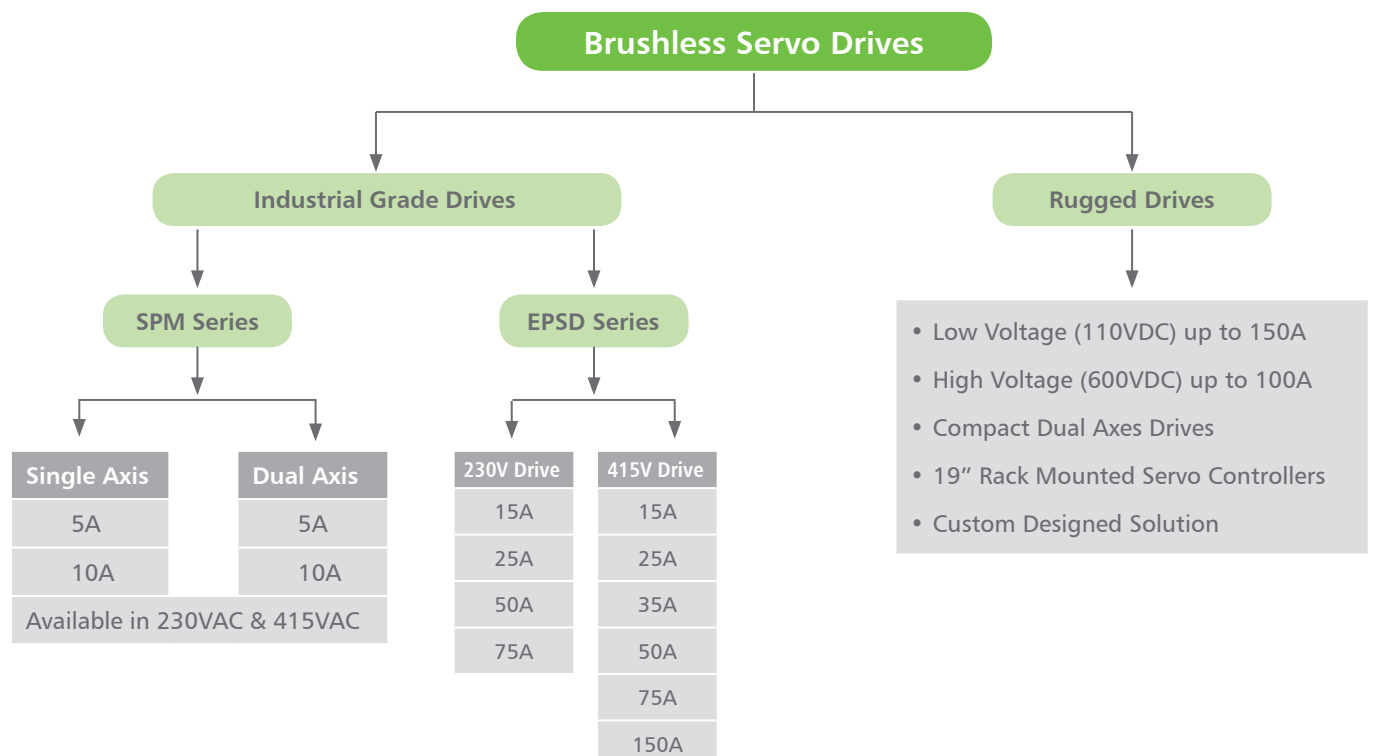 Brushless Servo Drives
Industrial Grade Drives
Rugged Drives
SPM Series
EPSD Series
Single Axis
5A
10A
Dual Axis
5A
10A
Available in 230VAC & 415VAC
230V Drive
15A
25A
50A
75A
415V Drive
15A
25A
35A
50A
75A
150A
• Low Voltage (110VDC) up to 150A
• High Voltage (600VDC) up to 100A
• Compact Dual Axes Drives
• 19” Rack Mounted Servo Controllers
• Custom Designed Solution